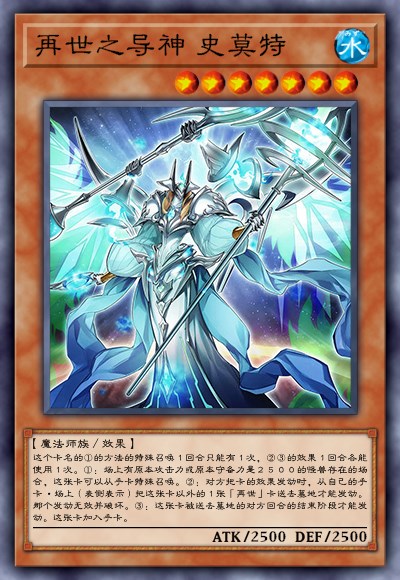 再世之导神 史莫特
水
【魔法师族／效果】
这个卡名的①的方法的特殊召唤1回合只能有1次，②③的效果1回合各能
使用1次。①：场上有原本攻击力或原本守备力是2500的怪兽存在的场
合，这张卡可以从手卡特殊召唤。②：对方把卡的效果发动时，从自己的手
卡·场上（表侧表示）把这张卡以外的1张「再世」卡送去墓地才能发动。
那个发动无效并破坏。③：这张卡被送去墓地的对方回合的结束阶段才能发
动。这张卡加入手卡。
ATK/2500 DEF/2500